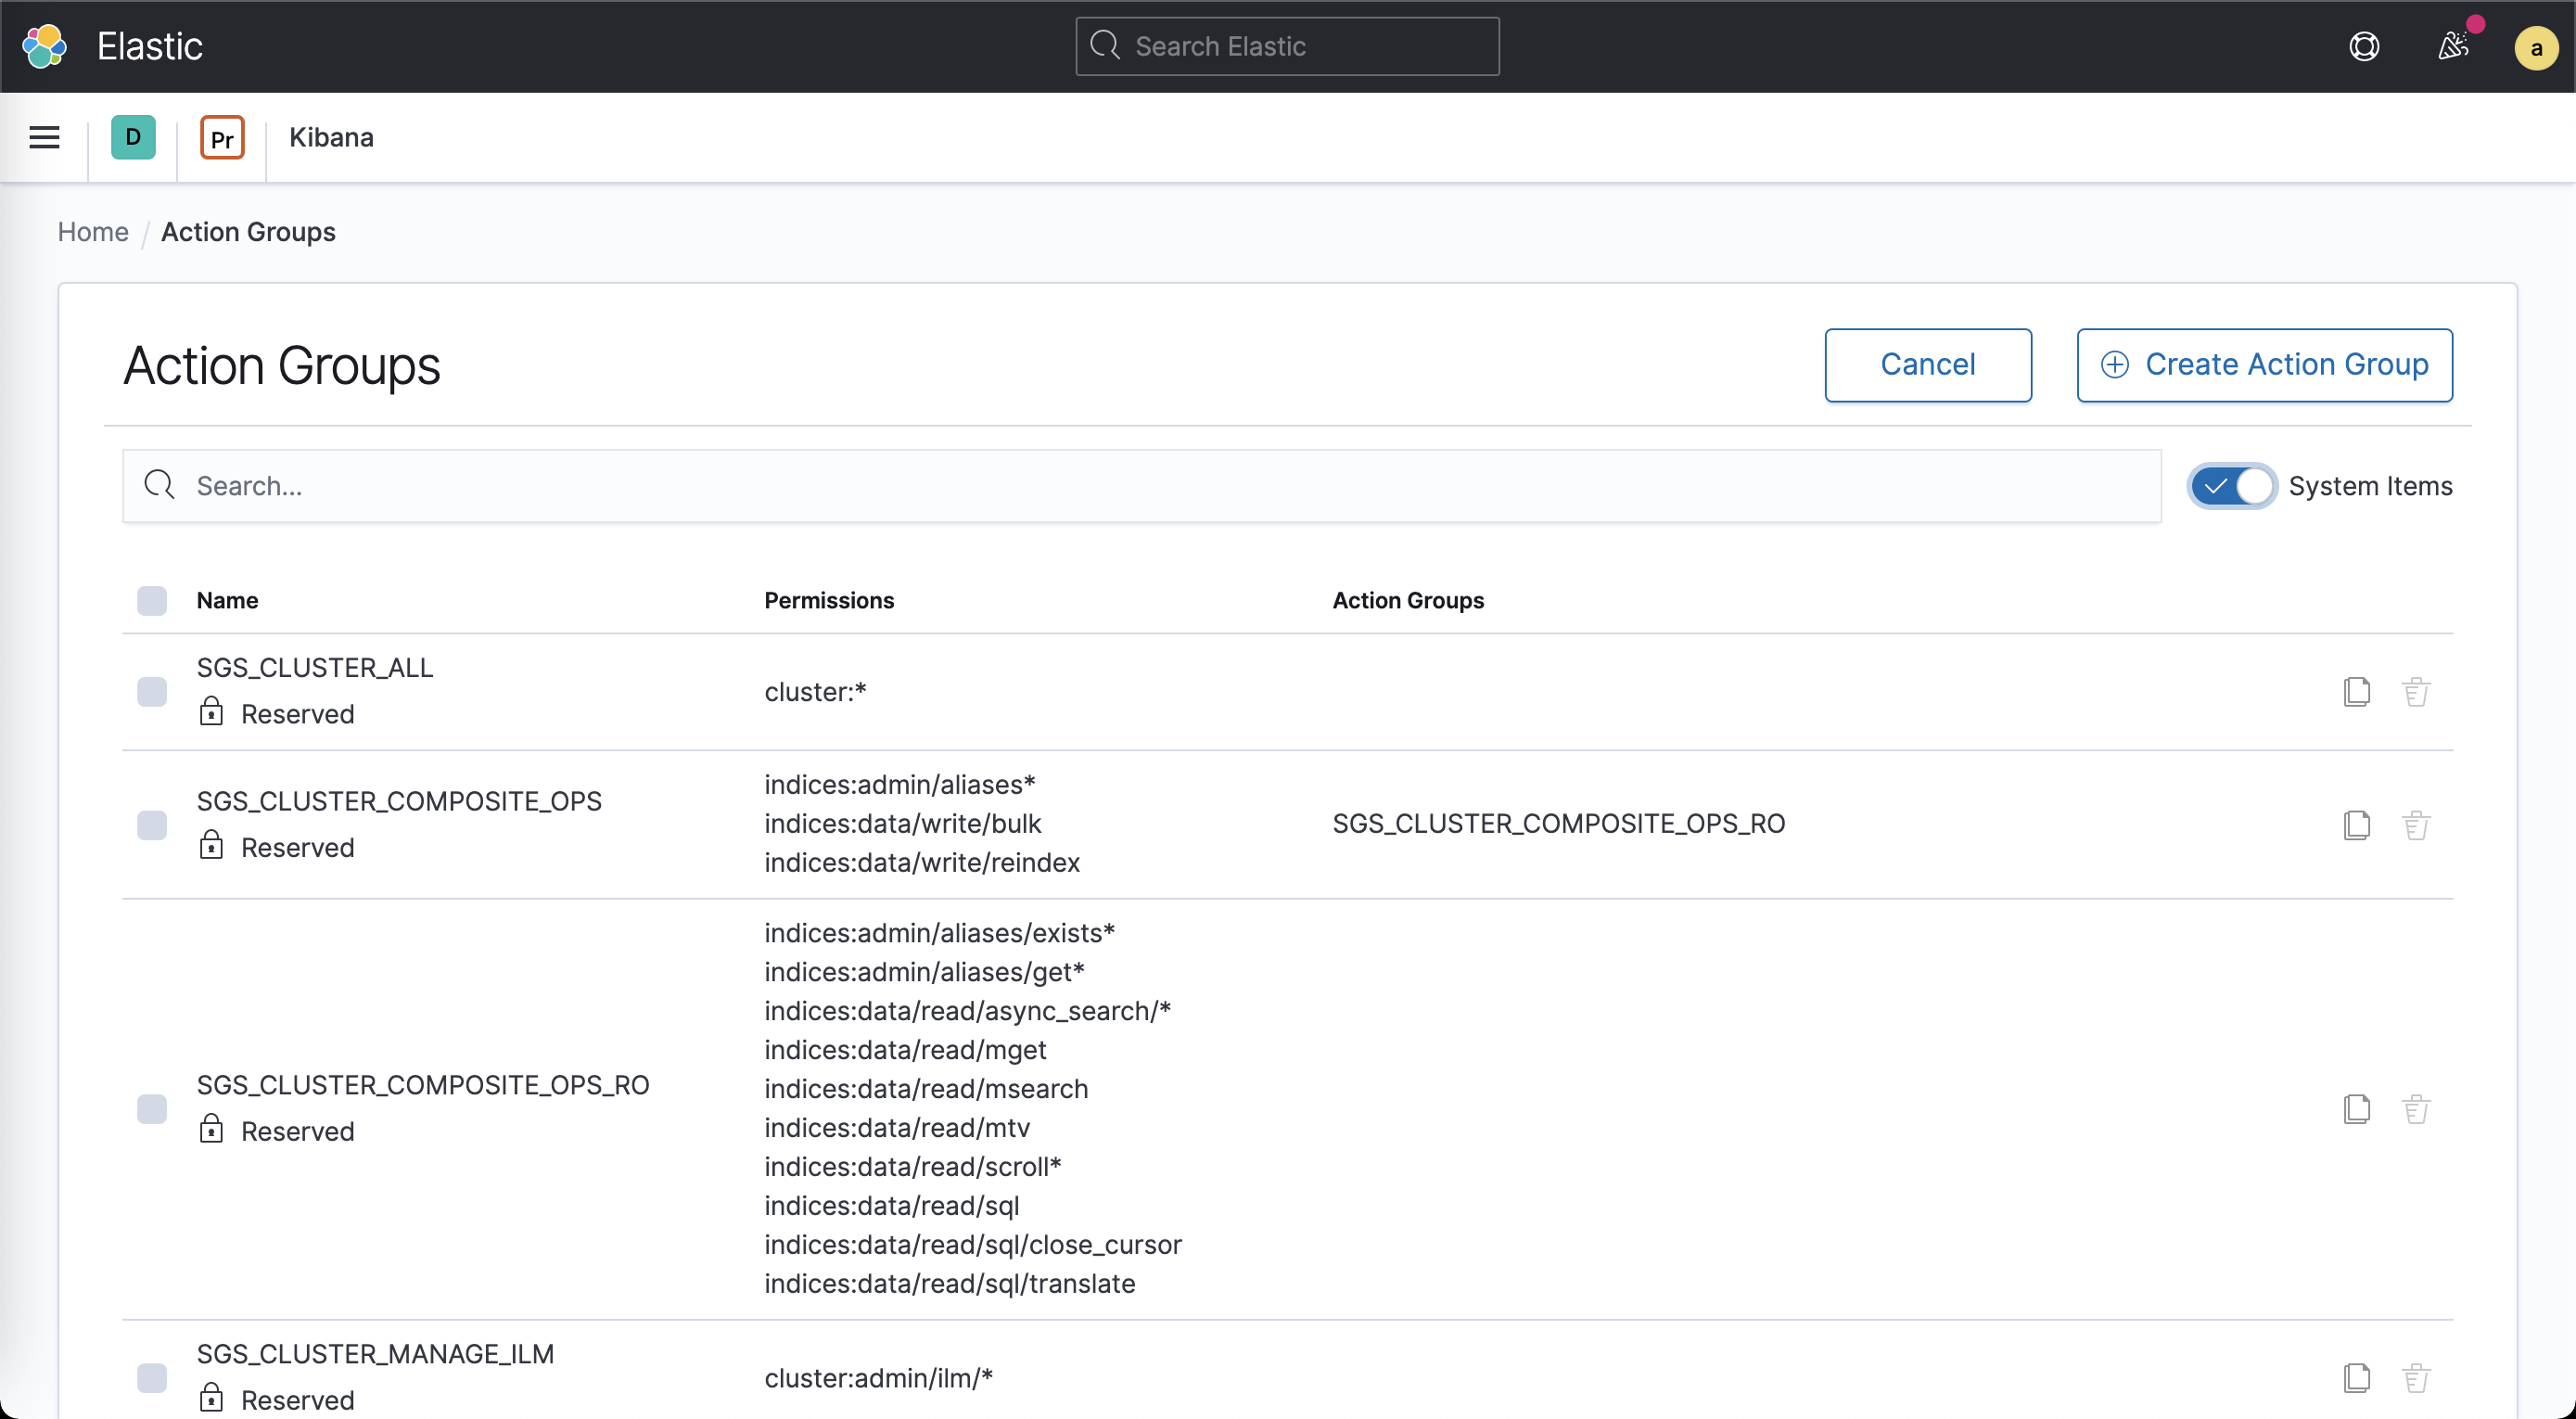 Elastic
Search Elastic
a
D
Pr
Kibana
Home / Action Groups
Action Groups
Cancel
Create Action Group
Search...
System Items
Name
Permissions
Action Groups
SGS_CLUSTER_ALL
Reserved
cluster:*
SGS_CLUSTER_COMPOSITE_OPS
Reserved
indices:admin/aliases*
indices:data/write/bulk
indices:data/write/reindex
SGS_CLUSTER_COMPOSITE_OPS_RO
SGS_CLUSTER_COMPOSITE_OPS_RO
Reserved
indices:admin/aliases/exists*
indices:admin/aliases/get*
indices:data/read/async_search/*
indices:data/read/mget
indices:data/read/msearch
indices:data/read/mtv
indices:data/read/scroll*
indices:data/read/sql
indices:data/read/sql/close_cursor
indices:data/read/sql/translate
SGS_CLUSTER_MANAGE_ILM
Reserved
cluster:admin/ilm/*